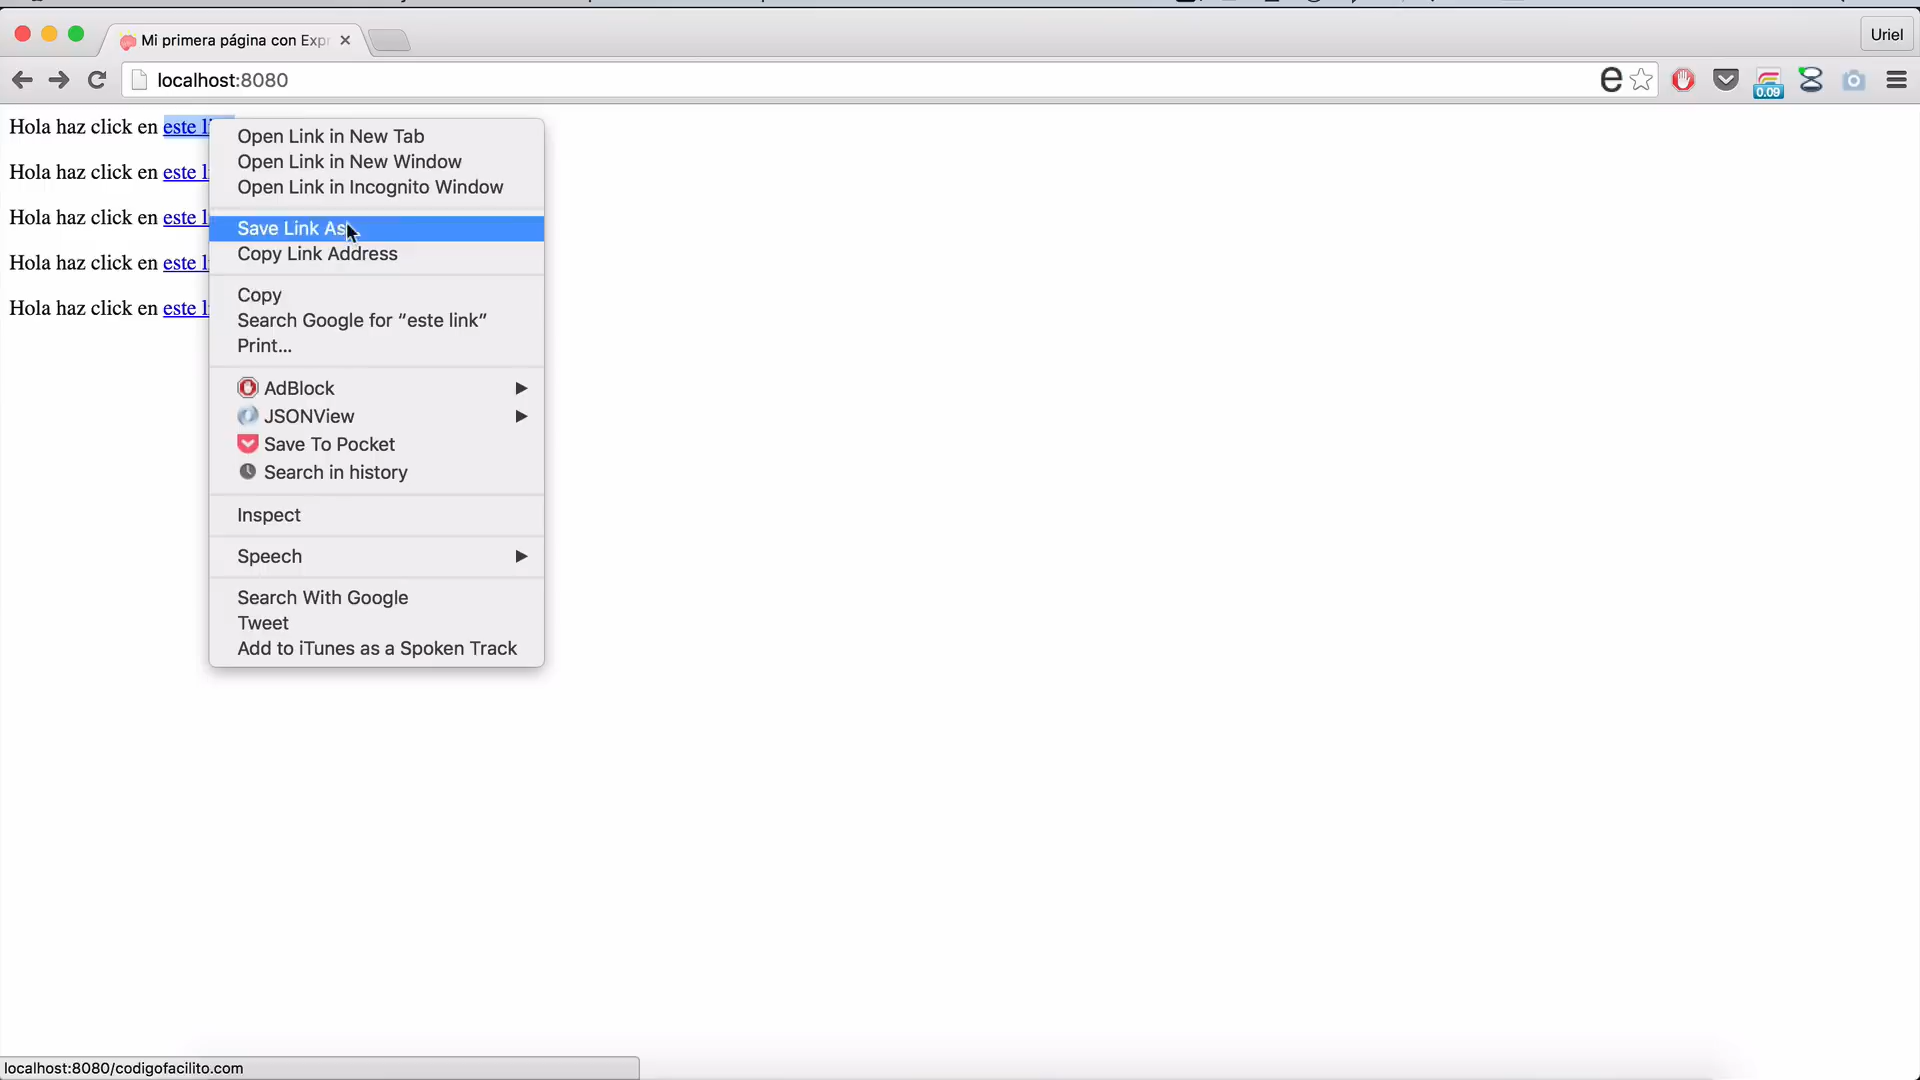 Mi primera página con Expr
Uriel
localhost:8080
0.09
Hola haz click en este l
Hola haz click en este l
Hola haz click en este l
Hola haz click en este l
Hola haz click en este l
Open Link in New Tab
Open Link in New Window
Open Link in Incognito Window
Save Link As
Copy Link Address
Copy
Search Google for “este link”
Print...
AdBlock
JSONView
Save To Pocket
Search in history
Inspect
Speech
Search With Google
Tweet
Add to iTunes as a Spoken Track
localhost:8080/codigofacilito.com